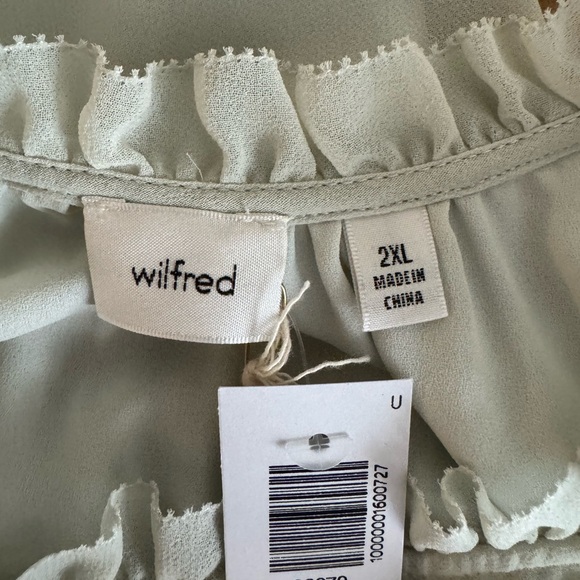 wilfred
2XL
MADE IN
CHINA
U
10000001600727